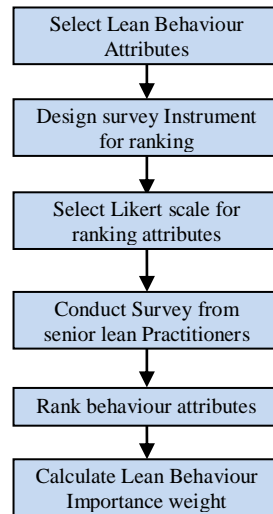 Select Lean Behaviour
Attributes
Design survey Instrument
for ranking
Select Likert scale for
ranking attributes
Conduct Survey from
senior lean Practitioners
Rank behaviour attributes
Calculate Lean Behaviour
Importance weight